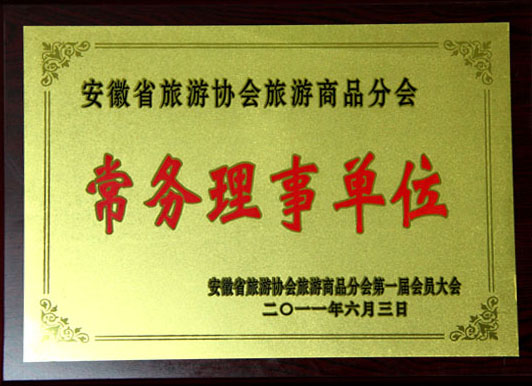 安徽省旅游协会旅游商品分会
常务理事单位
安徽省旅游协会旅游商品分会第一届会员大会
二〇一一年六月三日